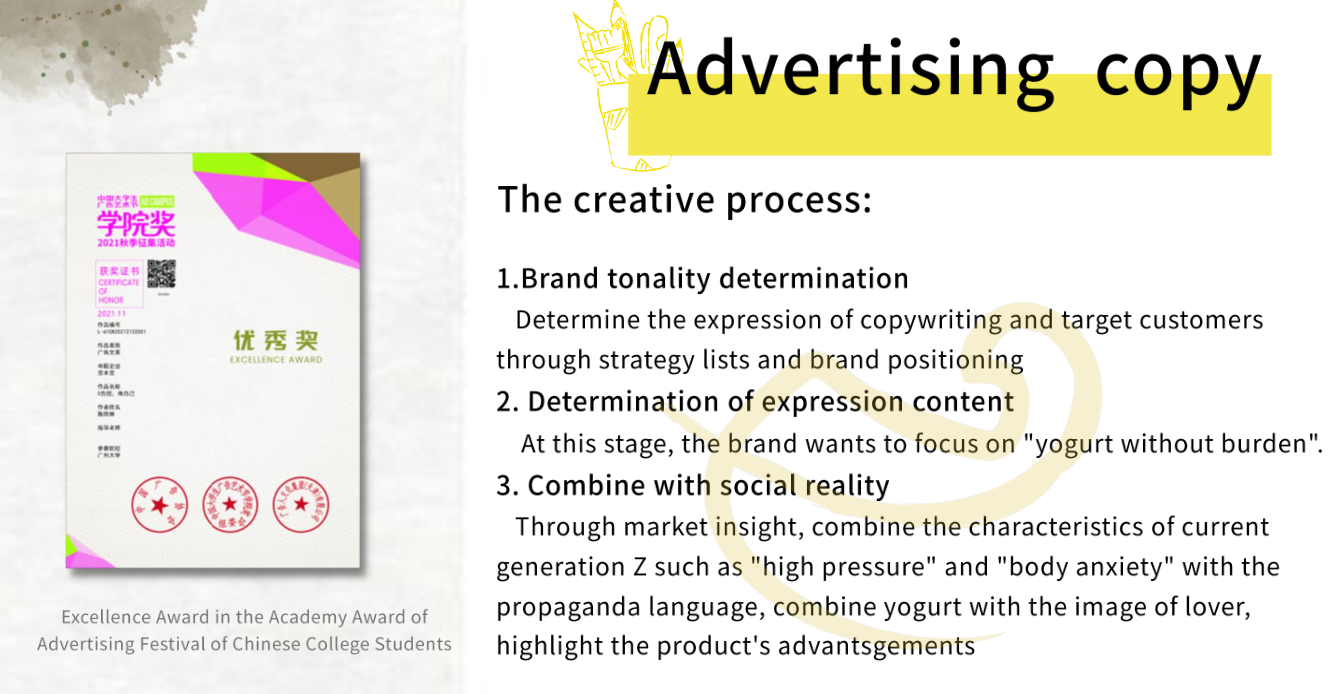 Advertising copy
中国大学生
广告艺术节 AD CAMPUS
学院奖
2021秋季征集活动
获奖证书
CERTIFICATE
OF
HONOR
2021.11
作品编号
作品类别
广告文案
命题企业
作品名称
作者姓名
指导老师
参赛院校
广州大学
优秀奖
EXCELLENCE AWARD
Excellence Award in the Academy Award of
Advertising Festival of Chinese College Students
The creative process:
1.Brand tonality determination
Determine the expression of copywriting and target customers
through strategy lists and brand positioning
2. Determination of expression content
At this stage, the brand wants to focus on "yogurt without burden".
3. Combine with social reality
Through market insight, combine the characteristics of current
generation Z such as "high pressure" and "body anxiety" with the
propaganda language, combine yogurt with the image of lover,
highlight the product's advantsgements